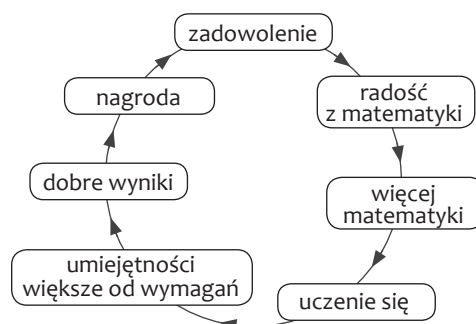 zadowolenie
radość
z matematyki
więcej
matematyki
uczenie się
umiejętności
większe od wymagań
dobre wyniki
nagroda